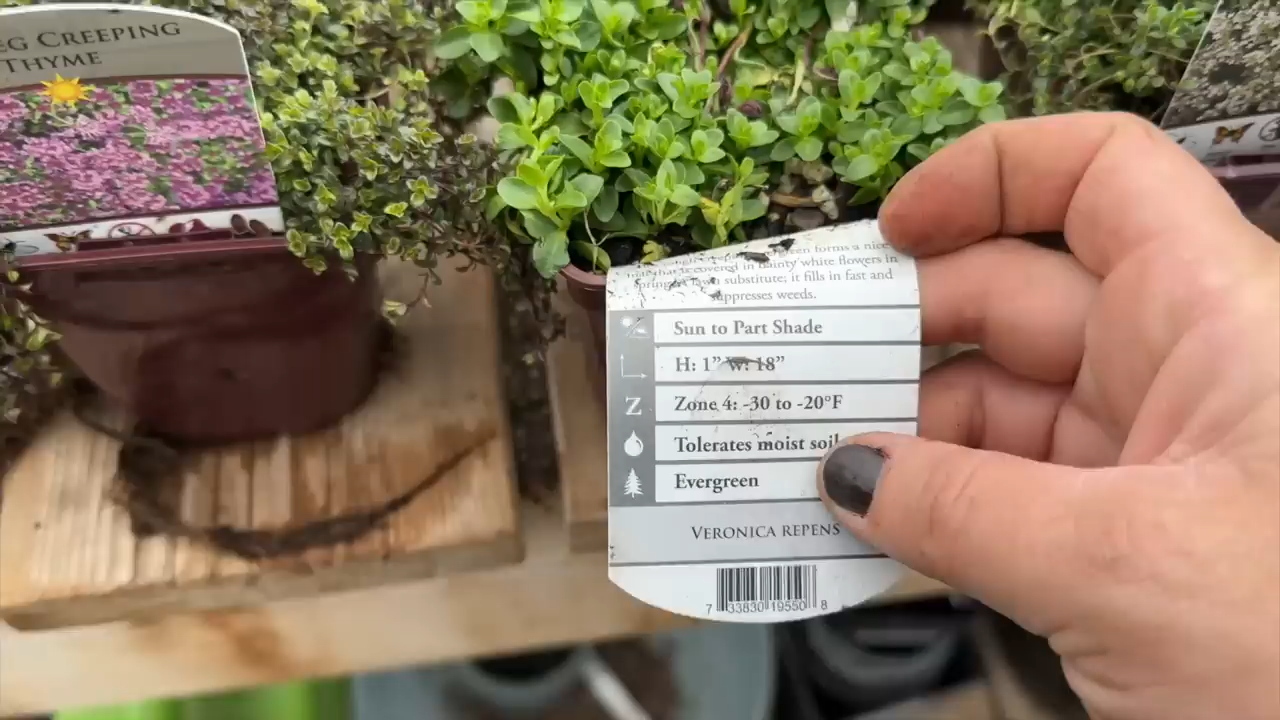 EG CREEPING
THYME
forms a nice
that is covered in dainty white flowers in
spring. lawn substitute; it fills in fast and
suppresses weeds.
Sun to Part Shade
H: 1” W: 18”
Z Zone 4: -30 to -20°F
Tolerates moist soil
Evergreen
VERONICA REPENS
7 33830 19550 8